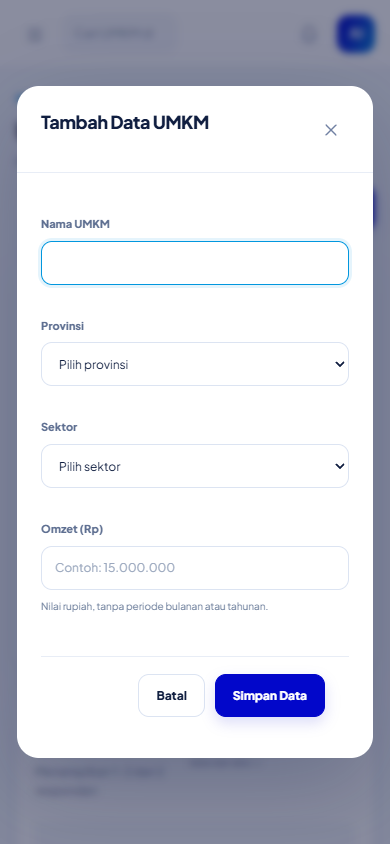 Tambah Data UMKM
Nama UMKM
Provinsi
Pilih provinsi
Sektor
Pilih sektor
Omzet (Rp)
Contoh: 15.000.000
Nilai rupiah, tanpa periode bulanan atau tahunan.
Batal
Simpan Data